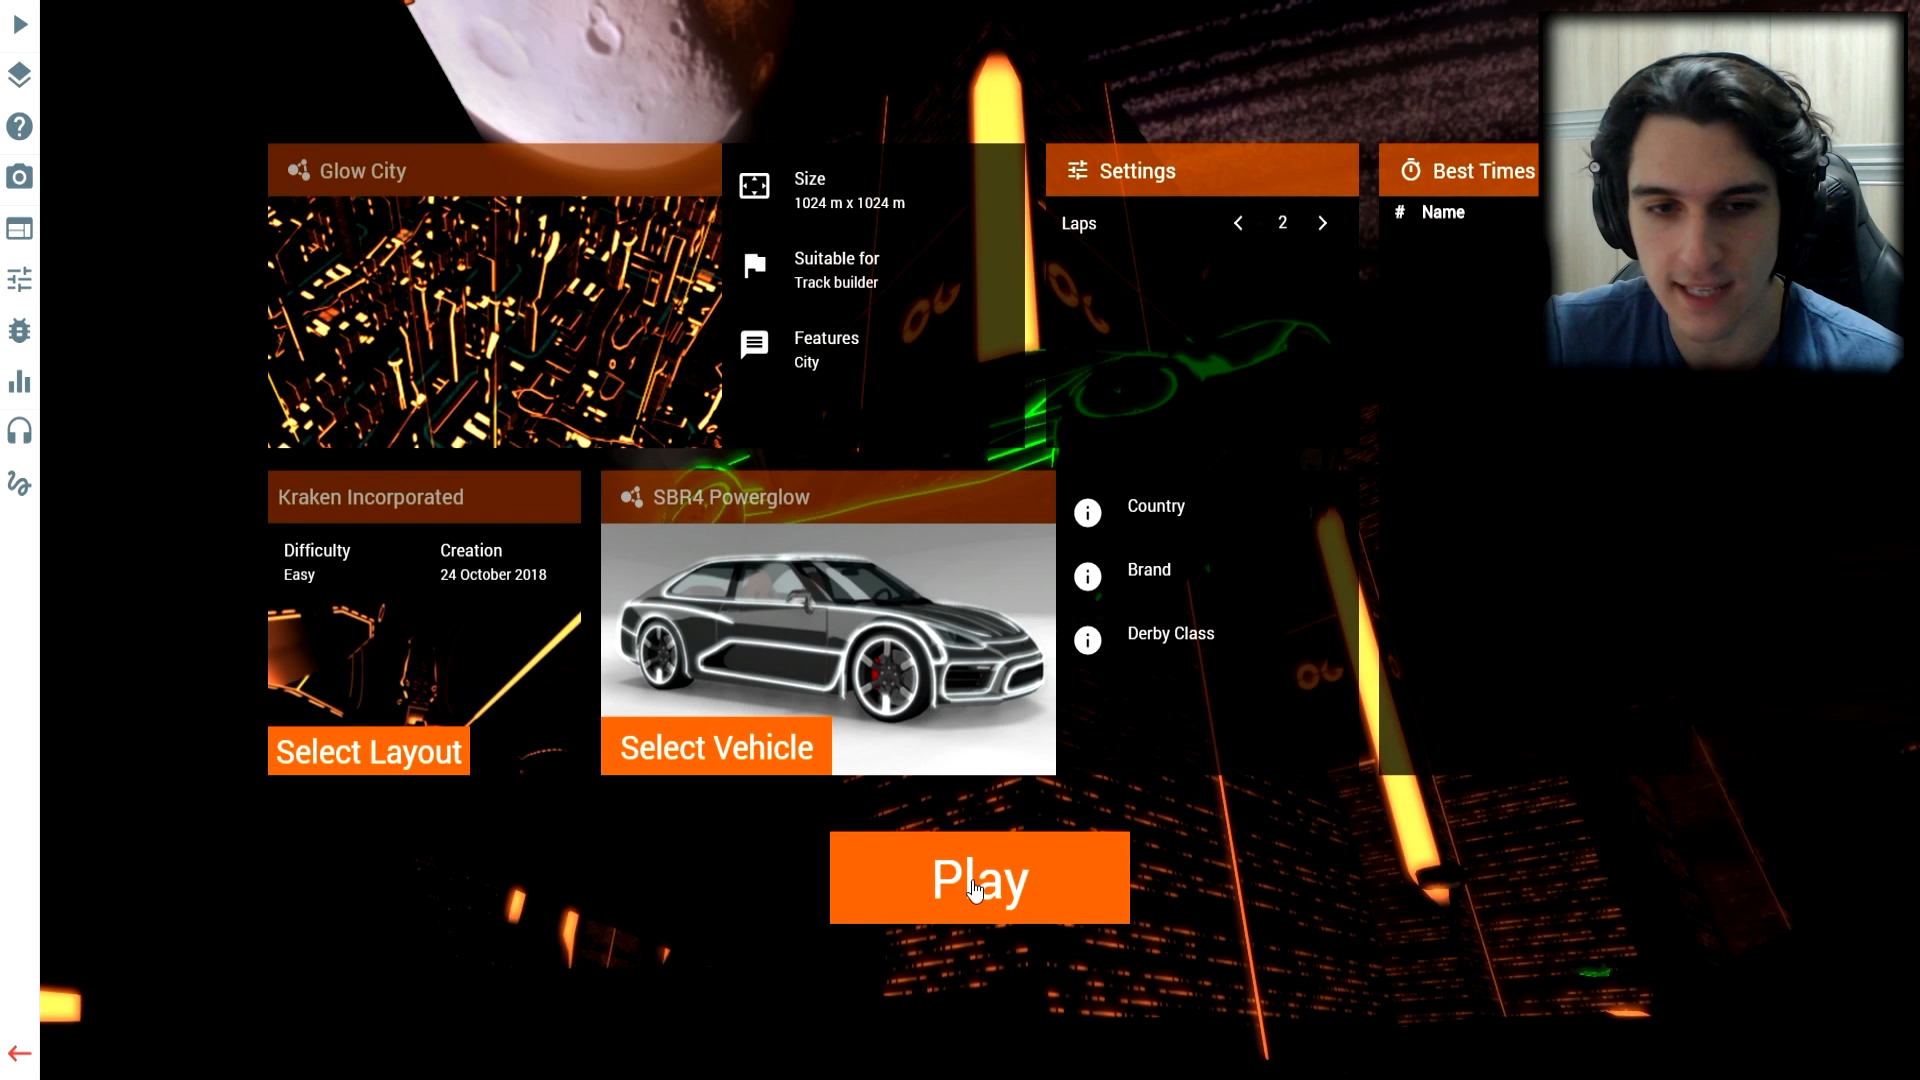 Glow City
Size
1024 m x 1024 m
Suitable for
Track builder
Features
City
Settings
Laps
2
Best Times
# Name
Kraken Incorporated
Difficulty
Easy
Creation
24 October 2018
Select Layout
SBR4 Powerglow
Select Vehicle
Country
Brand
Derby Class
Play